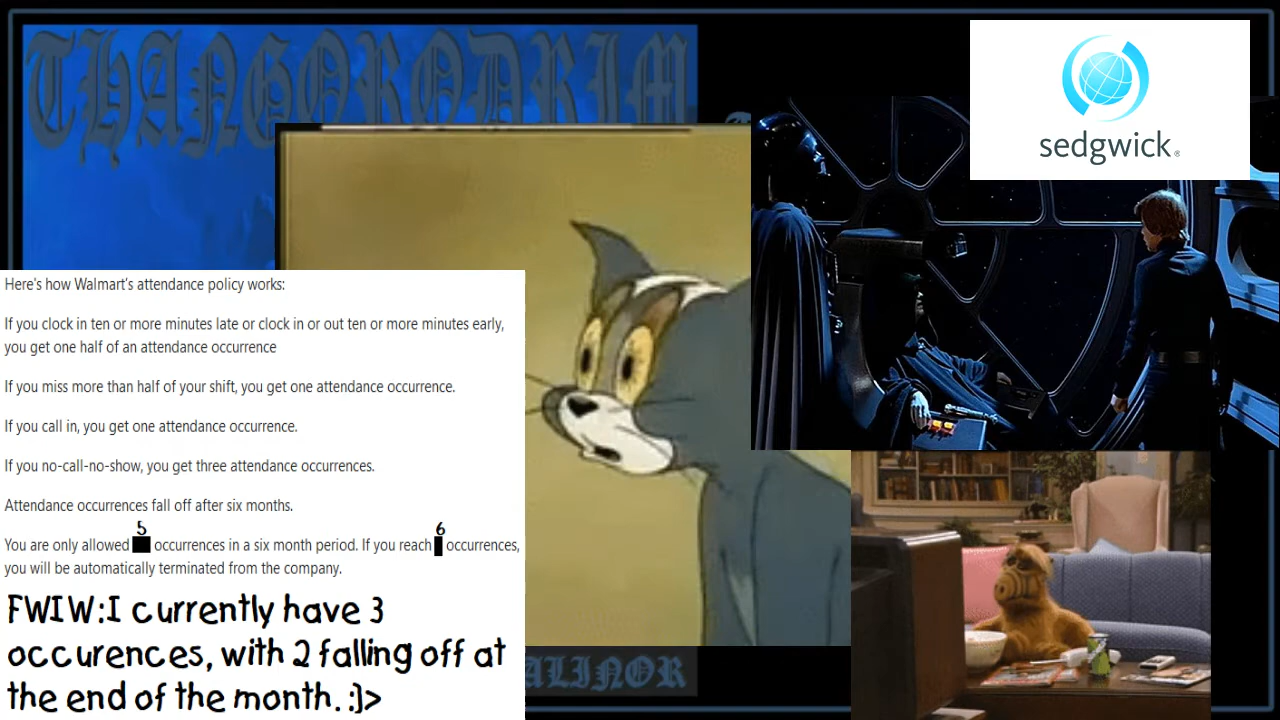 THANGORODRIM
sedgwick®
Here's how Walmart's attendance policy works:
If you clock in ten or more minutes late or clock in or out ten or more minutes early,
you get one half of an attendance occurrence
If you miss more than half of your shift, you get one attendance occurrence.
If you call in, you get one attendance occurrence.
If you no-call-no-show, you get three attendance occurrences.
Attendance occurrences fall off after six months.
5 6
You are only allowed occurrences in a six month period. If you reach occurrences,
you will be automatically terminated from the company.
FWIW:I currently have 3
occurences, with 2 falling off at
the end of the month. :]>
ALINOR